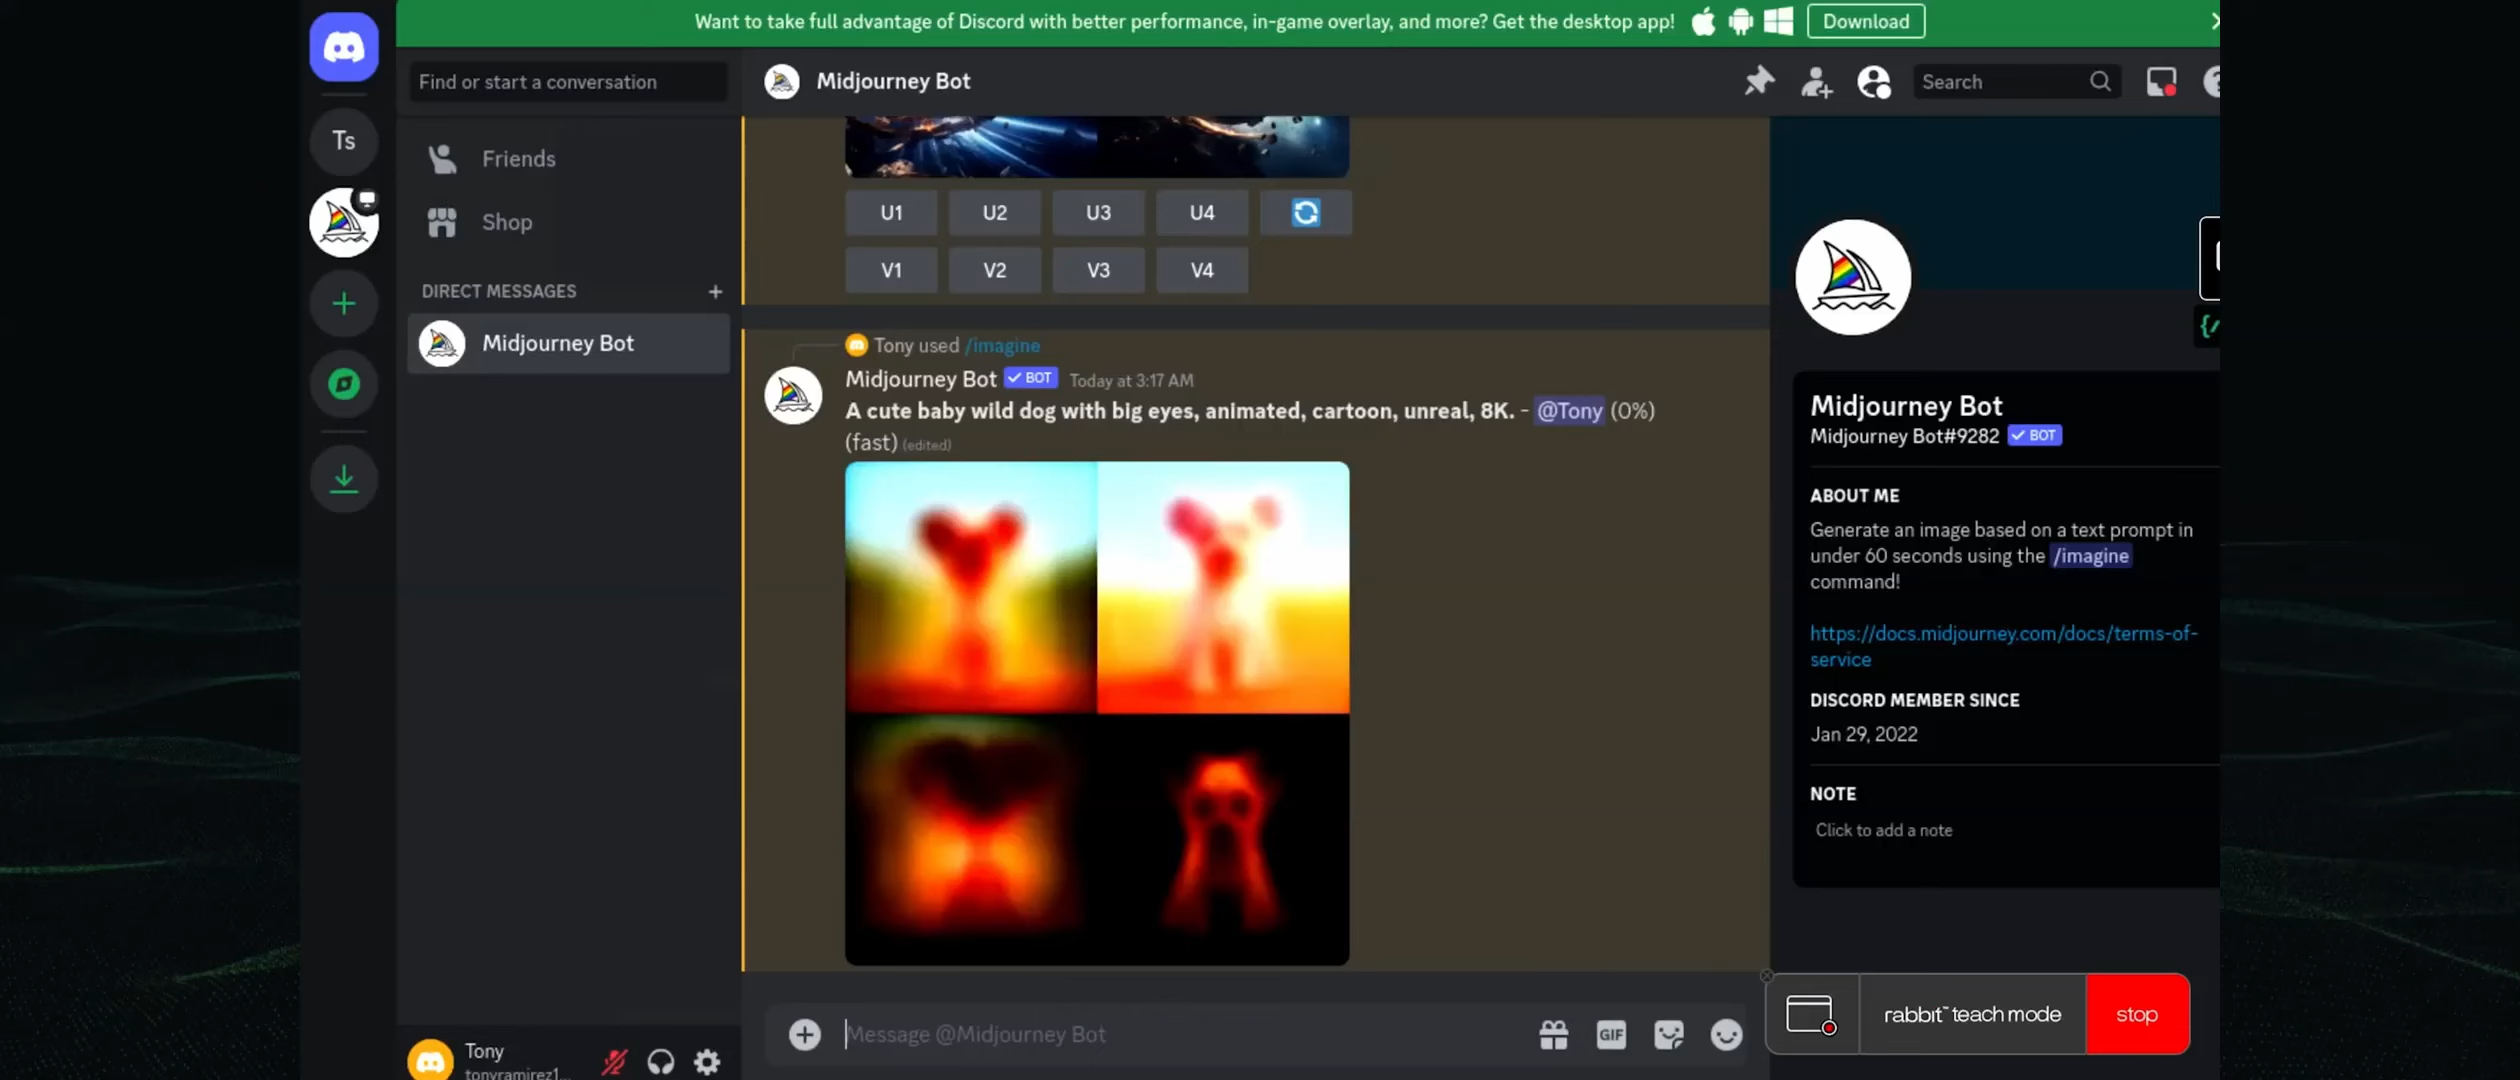 Want to take full advantage of Discord with better performance, in-game overlay, and more? Get the desktop app!
Download
Find or start a conversation
Midjourney Bot
Search
Ts
Friends
Shop
DIRECT MESSAGES
Midjourney Bot
U1 U2 U3 U4
V1 V2 V3 V4
Tony used /imagine
Midjourney Bot BOT Today at 3:17 AM
A cute baby wild dog with big eyes, animated, cartoon, unreal, 8K. - @Tony (0%)
(fast) (edited)
Message @Midjourney Bot
GIF
Tony
tonyramirez1...
Midjourney Bot
Midjourney Bot#9282 BOT
ABOUT ME
Generate an image based on a text prompt in
under 60 seconds using the /imagine
command!
https://docs.midjourney.com/docs/terms-of-
service
DISCORD MEMBER SINCE
Jan 29, 2022
NOTE
Click to add a note
rabbit™ teach mode
stop